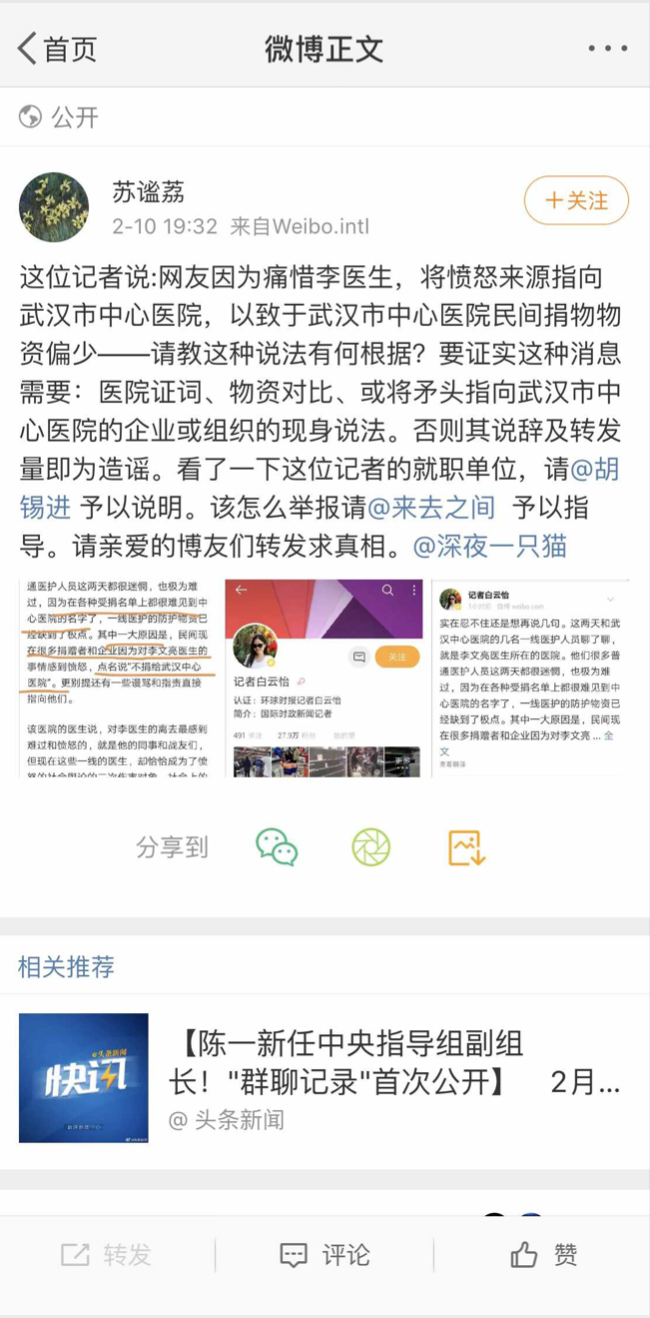 首页
微博正文
公开
苏谧荔
2-10 19:32 来自Weibo.intl
+关注
这位记者说:网友因为痛惜李医生，将愤怒来源指向
武汉市中心医院，以致于武汉市中心医院民间捐物物
资偏少——请教这种说法有何根据？要证实这种消息
需要：医院证词、物资对比、或将矛头指向武汉市中
心医院的企业或组织的现身说法。否则其说辞及转发
量即为造谣。看了一下这位记者的就职单位，请@胡
锡进 予以说明。该怎么举报请@来去之间 予以指
导。请亲爱的博友们转发求真相。@深夜一只猫
通医护人员这两天都很迷惘，也极为难
过，因为在各种受捐名单上都很难见到中
心医院的名字了，一线医护的防护物资已
经缺到了极点。其中一大原因是，民间现
在很多捐赠者和企业因为对李文亮医生的
事情感到愤怒，点名说"不捐给武汉中心
医院"。更别提还有一些谩骂和指责直接
指向他们。
该医院的医生说，对李医生的离去最感到
难过和愤怒的，就是他的同事和战友们，
但现在这些一线的医生，却恰恰成为了愤
关注
记者白云怡
认证：环球时报记者白云怡
简介：国际时政新闻记者
491 关注 27.9万 粉丝
记者白云怡
实在忍不住还是想再说几句。这两天和武
汉中心医院的几名一线医护人员聊了聊，
就是李文亮医生所在的医院。他们很多普
通医护人员这两天都很迷惘，也极为难
过，因为在各种受捐名单上都很难见到中
心医院的名字了，一线医护的防护物资已
经缺到了极点。其中一大原因是，民间现
在很多捐赠者和企业因为对李文亮 ... 全
文
查看翻译
分享到
相关推荐
@头条新闻
快讯
【陈一新任中央指导组副组
长！"群聊记录"首次公开】 2月...
@ 头条新闻
转发
评论
赞